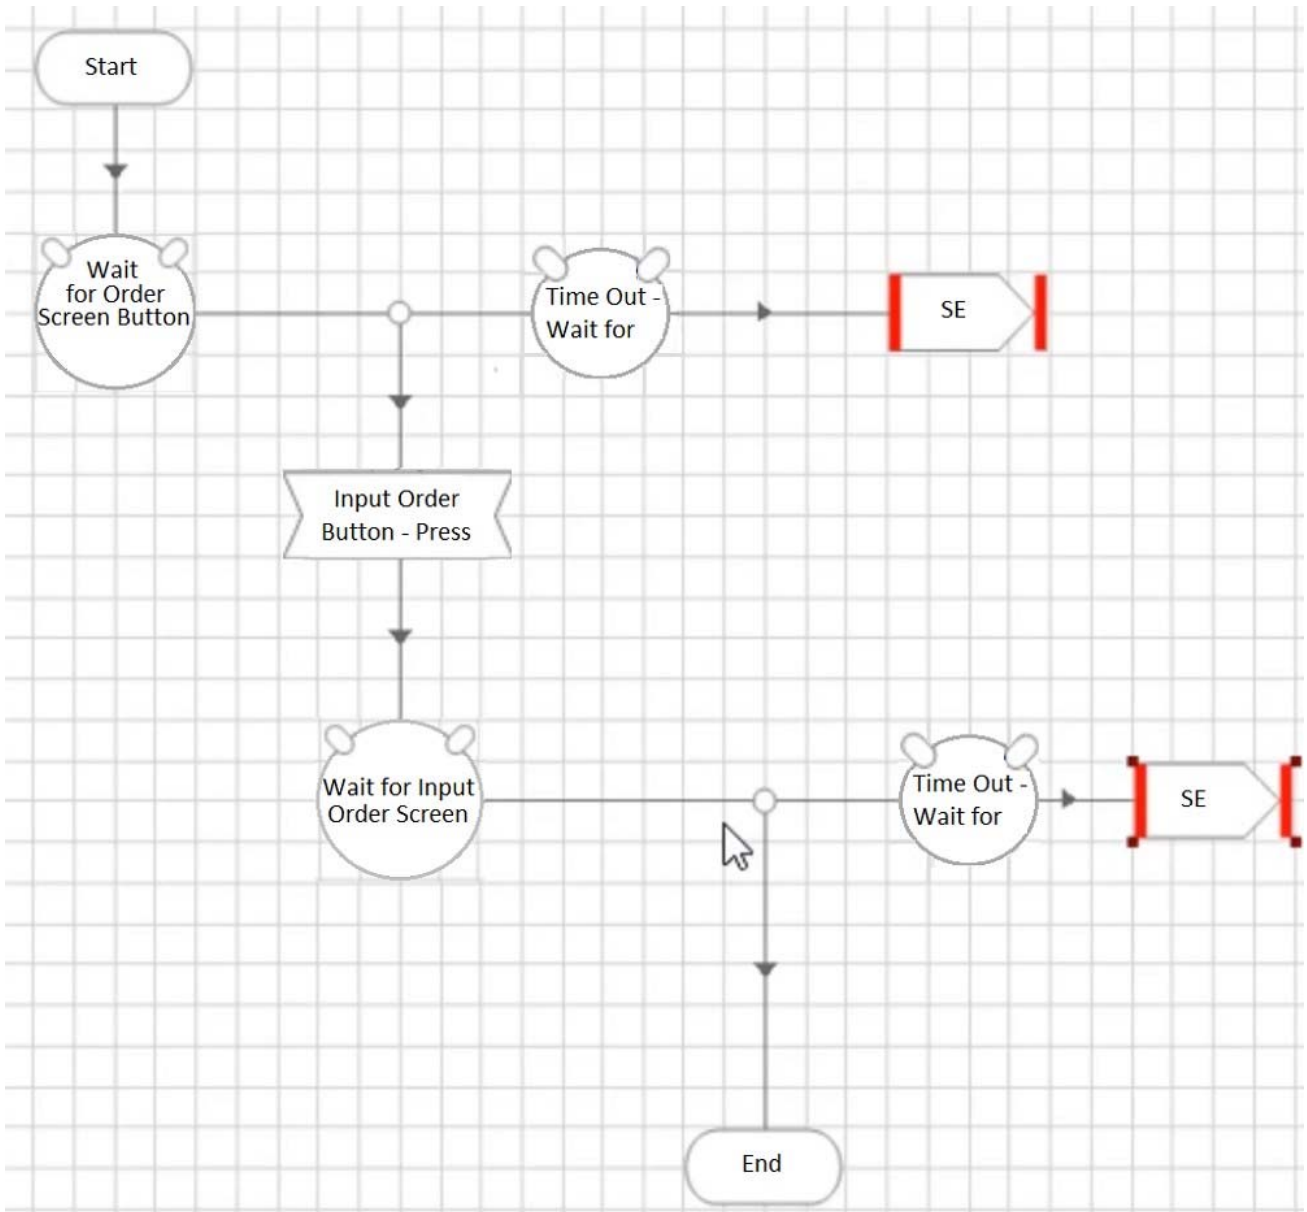 Start
Wait
for Order
Screen Button
Time Out -
Wait for
SE
Input Order
Button - Press
Wait for Input
Order Screen
Time Out -
Wait for
SE
End